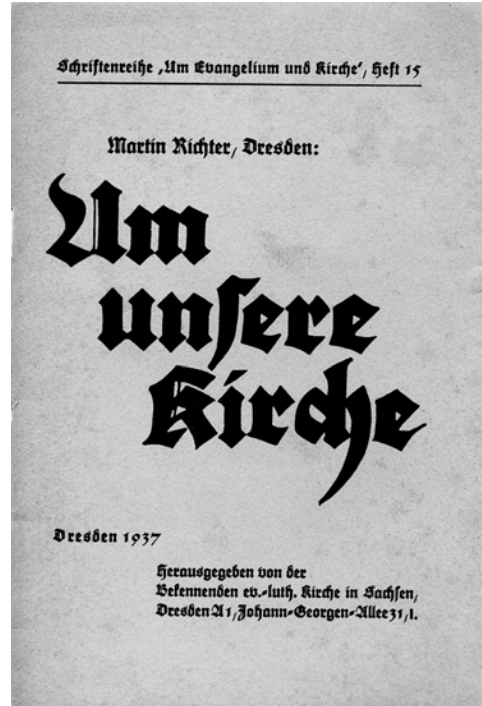 Schriftenreihe ‚Um Evangelium und Kirche‘, Heft 15
Martin Richter, Dresden:
Um
unsere
Kirche
Dresden 1937
Herausgegeben von der
Bekennenden ev.-luth. Kirche in Sachsen,
Dresden A1, Johann-Georgen-Allee 31, I.